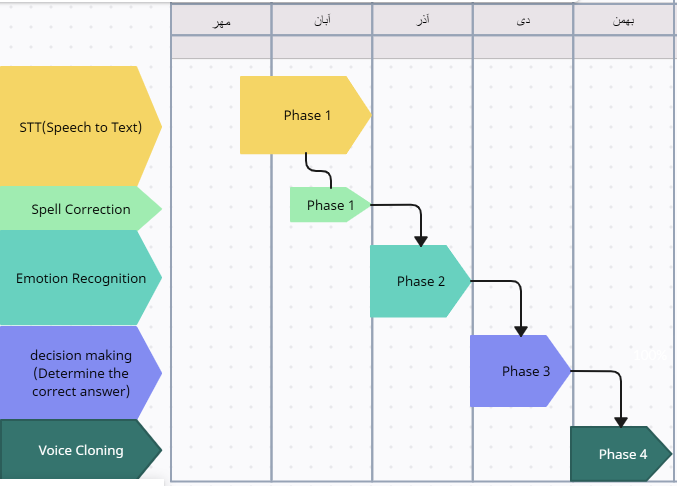 مهر
آبان
آذر
دی
بهمن
STT(Speech to Text)
Phase 1
Spell Correction
Phase 1
Emotion Recognition
Phase 2
decision making
(Determine the
correct answer)
Phase 3
100%
Voice Cloning
Phase 4